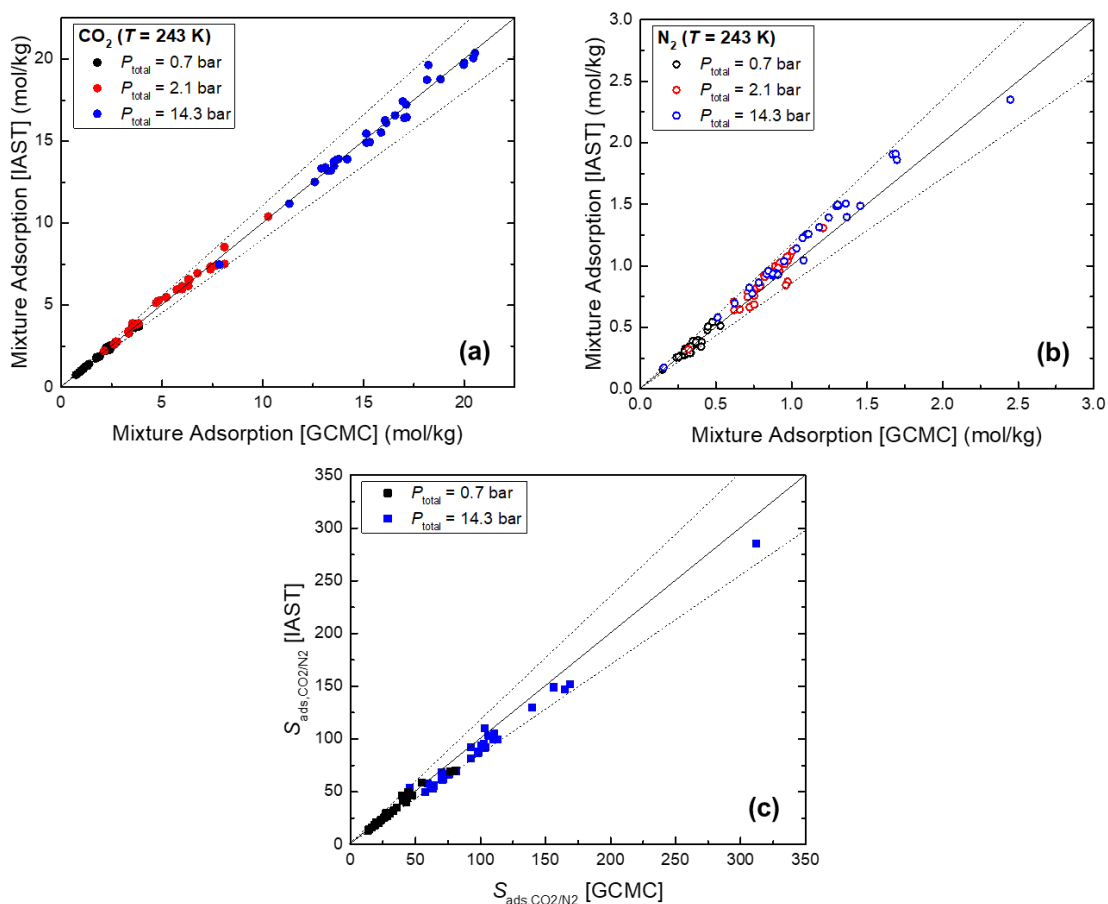 CO2 (T = 243 K)
Ptotal = 0.7 bar
Ptotal = 2.1 bar
Ptotal = 14.3 bar
Mixture Adsorption [IAST] (mol/kg)
20
15
10
5
0
0 5 10 15 20
(a)
Mixture Adsorption [GCMC] (mol/kg)
N2 (T = 243 K)
Ptotal = 0.7 bar
Ptotal = 2.1 bar
Ptotal = 14.3 bar
Mixture Adsorption [IAST] (mol/kg)
3.0
2.5
2.0
1.5
1.0
0.5
0.0
0.5 1.0 1.5 2.0 2.5 3.0
(b)
Mixture Adsorption [GCMC] (mol/kg)
Ptotal = 0.7 bar
Ptotal = 14.3 bar
Sads,CO2/N2 [IAST]
350
300
250
200
150
100
50
0
0 50 100 150 200 250 300 350
(c)
Sads,CO2/N2 [GCMC]